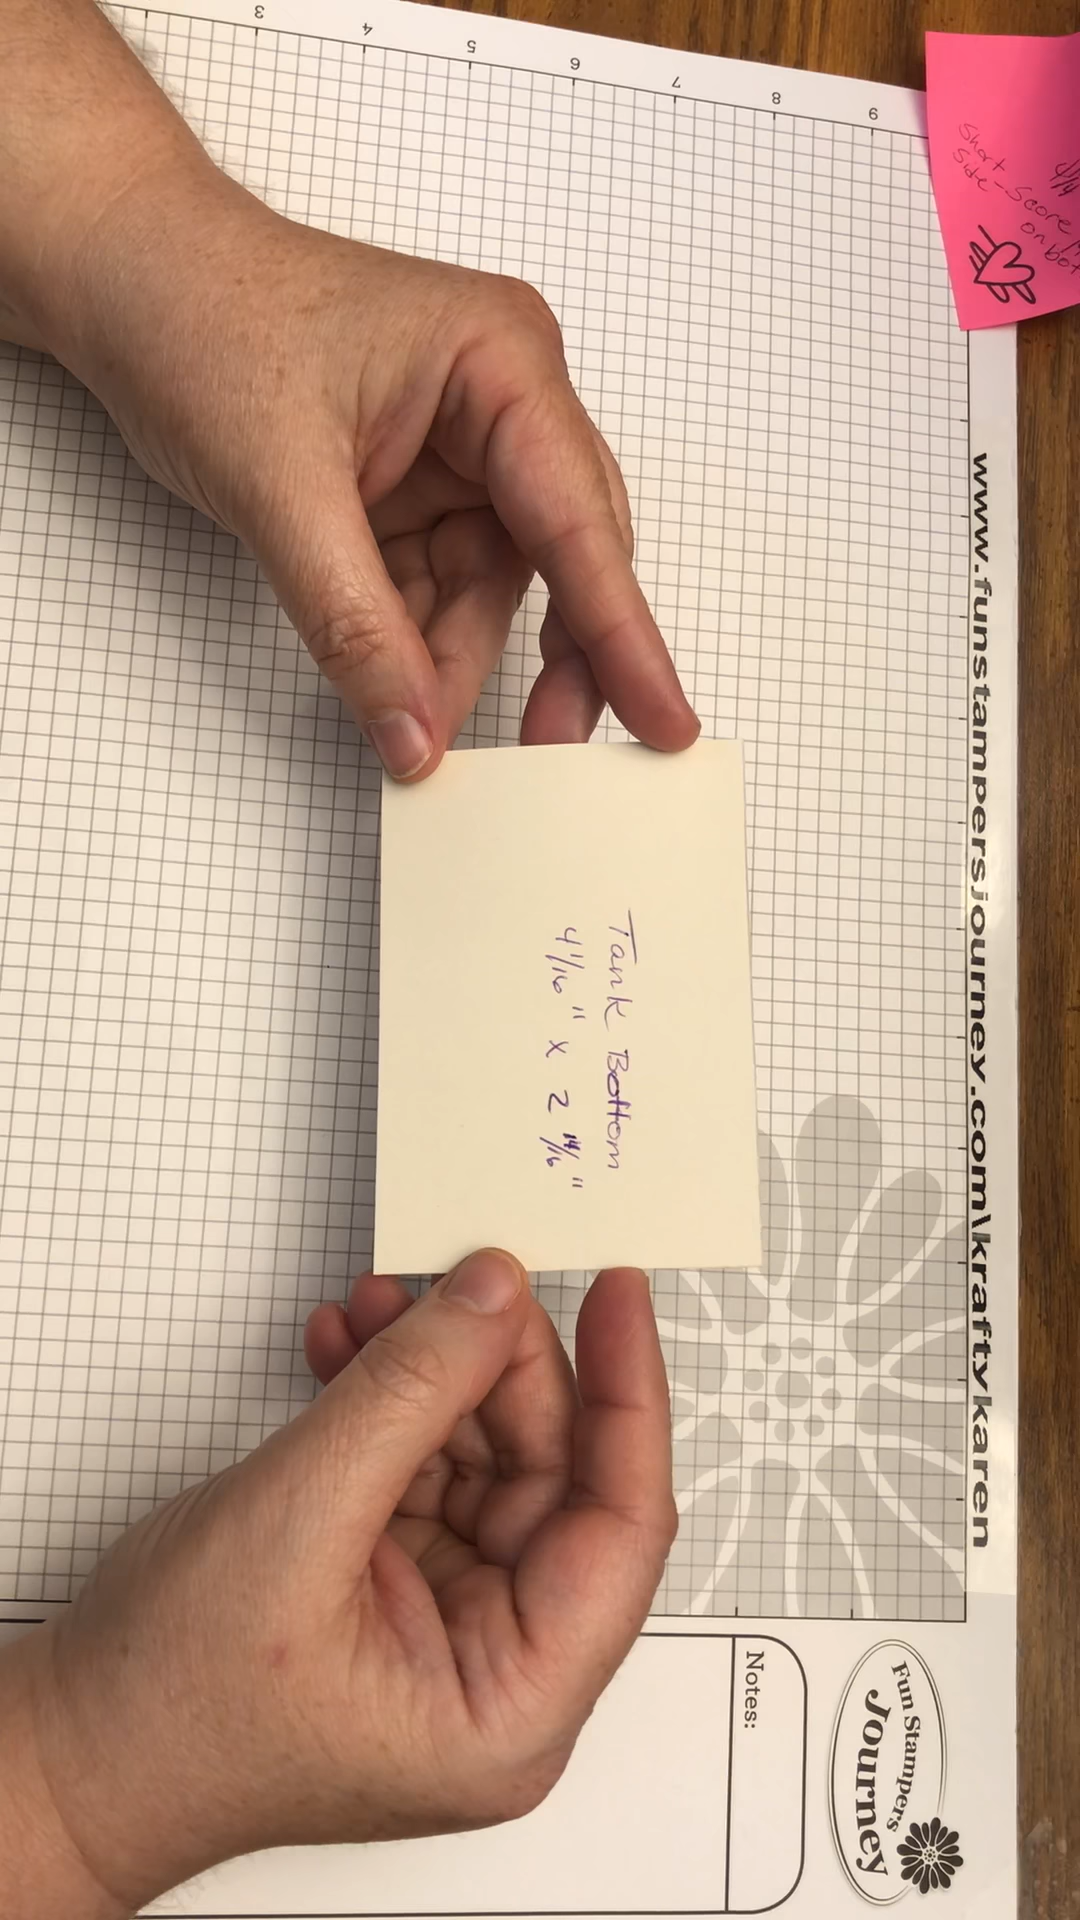 Tank Bottom
4 1/16" x 2 14/16"
www.funstampersjourney.com\kraftykaren
Notes:
Fun Stampers
Journey
3 4 5 6 7 8 9
Short
Side-Score
on bot